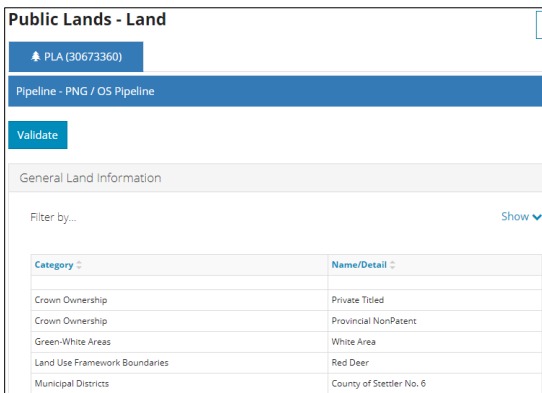 Public Lands - Land
PLA (30673360)
Pipeline - PNG / OS Pipeline
Validate
General Land Information
Filter by...
Show
Category Name/Detail
Crown Ownership Private Titled
Crown Ownership Provincial NonPatent
Green-White Areas White Area
Land Use Framework Boundaries Red Deer
Municipal Districts County of Stettler No. 6